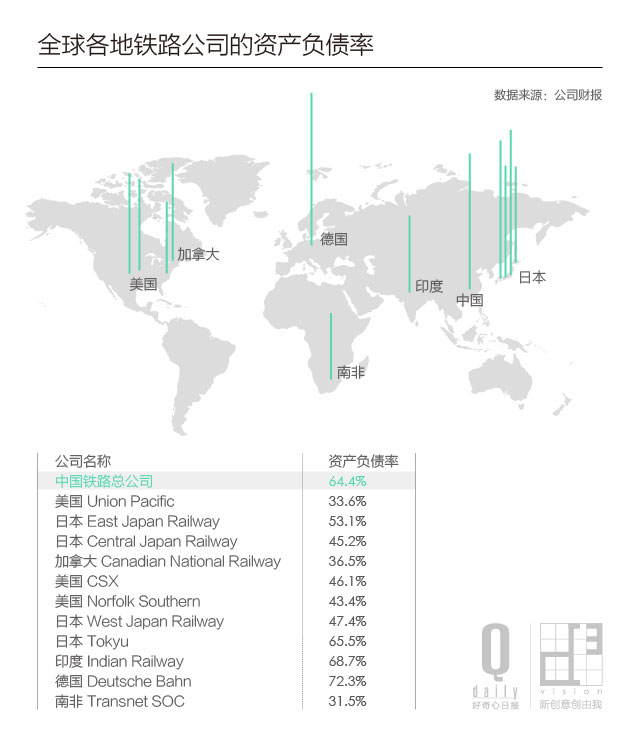 全球各地铁路公司的资产负债率
数据来源：公司财报
德国
加拿大
美国
印度
日本
中国
南非
公司名称 资产负债率
中国铁路总公司 64.4%
美国 Union Pacific 33.6%
日本 East Japan Railway 53.1%
日本 Central Japan Railway 45.2%
加拿大 Canadian National Railway 36.5%
美国 CSX 46.1%
美国 Norfolk Southern 43.4%
日本 West Japan Railway 47.4%
日本 Tokyu 65.5%
印度 Indian Railway 68.7%
德国 Deutsche Bahn 72.3%
南非 Transnet SOC 31.5%
Q
daily
好奇心日报
vision
新创意创由我